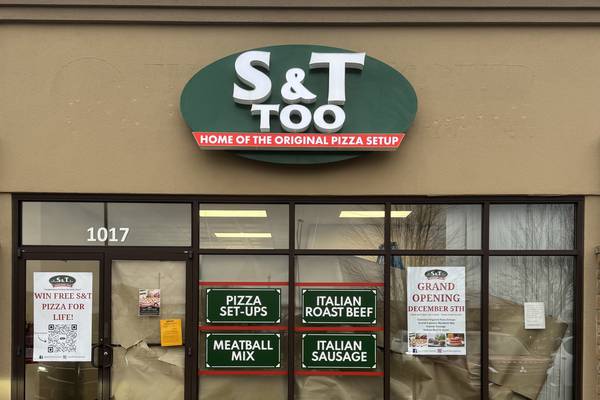 S&T
TOO
HOME OF THE ORIGINAL PIZZA SETUP
1017
S&T
WIN FREE S&T
PIZZA FOR
LIFE!
PIZZA
SET-UPS
ITALIAN
ROAST BEEF
MEATBALL
MIX
ITALIAN
SAUSAGE
S&T
GRAND
OPENING
DECEMBER 5TH